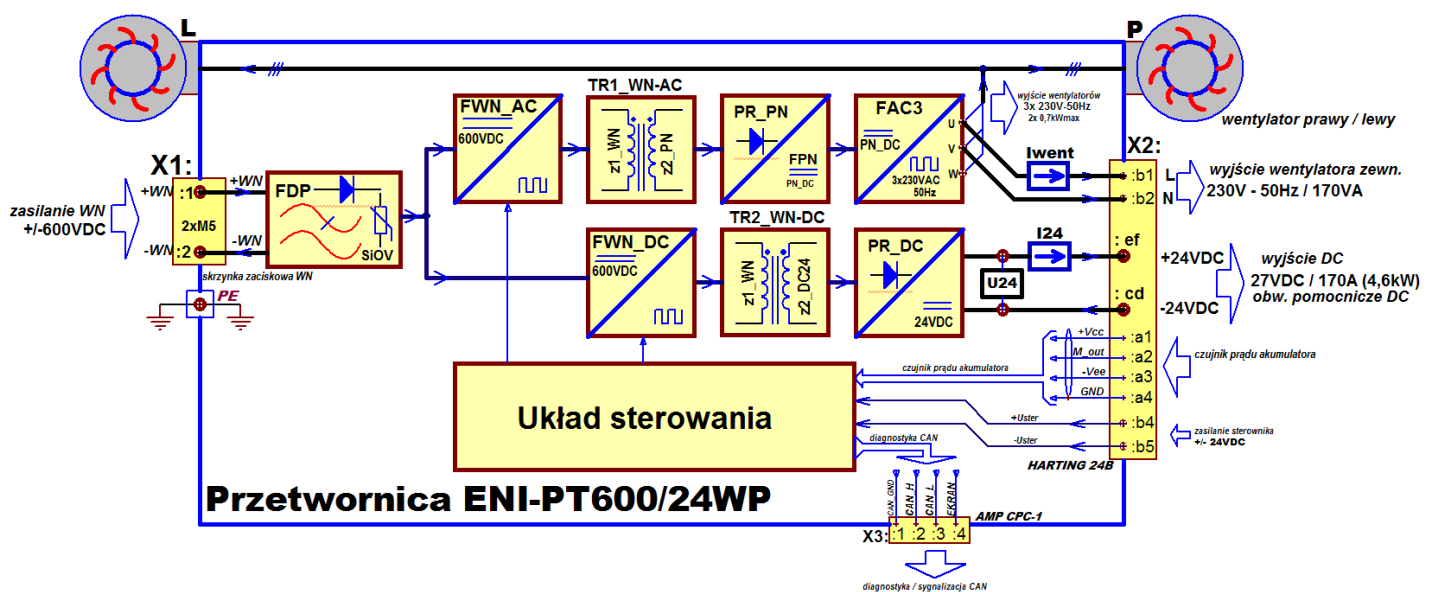 L
P
wentylator prawy / lewy
TR1_WN-AC
FWN_AC
600VDC
z1_WN
z2_PN
PR_PN
FPN
PN_DC
FAC3
PN_DC
3x230VAC
50Hz
U
V
W
wyjście wentylatorów
3x 230V-50Hz
2x 0,7kWmax
Iwent
X2:
:b1
:b2
L
N
wyjście wentylatora zewn.
230V - 50Hz / 170VA
X1:
+WN
:1
+WN
2xM5
-WN
:2
-WN
zasilanie WN
+/-600VDC
FDP
SiOV
skrzynka zaciskowa WN
PE
TR2_WN-DC
FWN_DC
600VDC
z1_WN
z2_DC24
PR_DC
24VDC
U24
I24
: ef
+24VDC
: cd
-24VDC
wyjście DC
27VDC / 170A (4,6kW)
obw. pomocnicze DC
+Vcc
:a1
M_out
:a2
-Vee
:a3
GND
:a4
czujnik prądu akumulatora
czujnik prądu akumulatora
+Uster
:b4
-Uster
:b5
zasilanie sterownika
+/- 24VDC
HARTING 24B
Układ sterowania
diagnostyka CAN
Przetwornica ENI-PT600/24WP
CAN_GND
CAN_H
CAN_L
EKRAN
AMP CPC-1
X3:
:1
:2
:3
:4
diagnostyka / sygnalizacja CAN